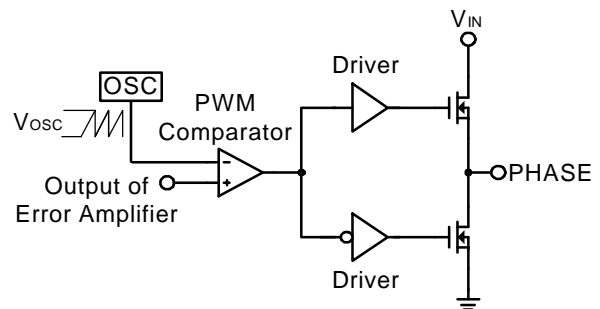 VIN
Driver
OSC
PWM
Comparator
VOSC
-
+
Output of
Error Amplifier
PHASE
Driver